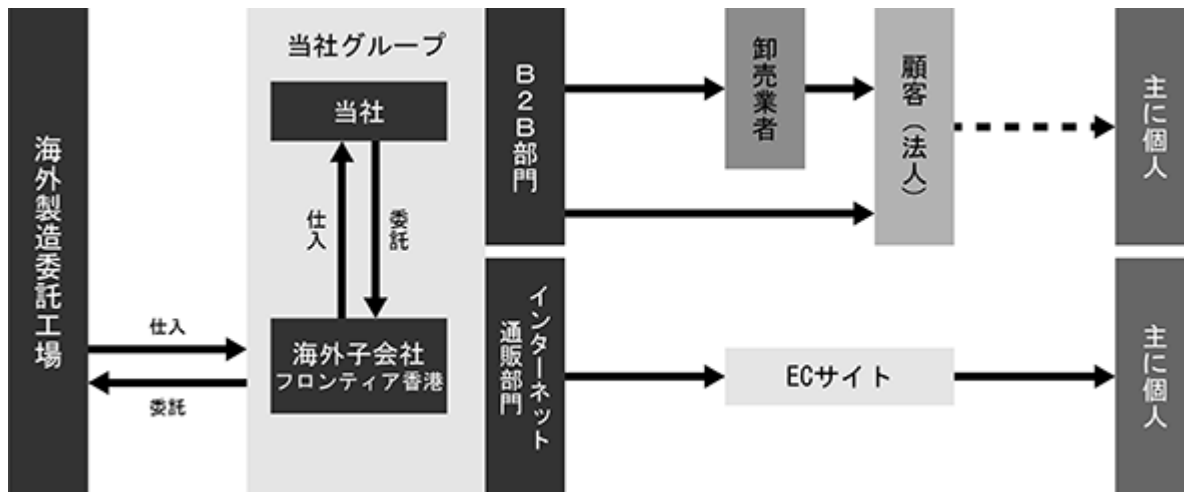 海外製造委託工場
仕入
委託
当社グループ
当社
仕入
委託
海外子会社
フロンティア香港
B2B部門
卸売業者
顧客（法人）
主に個人
インターネット
通販部門
ECサイト
主に個人